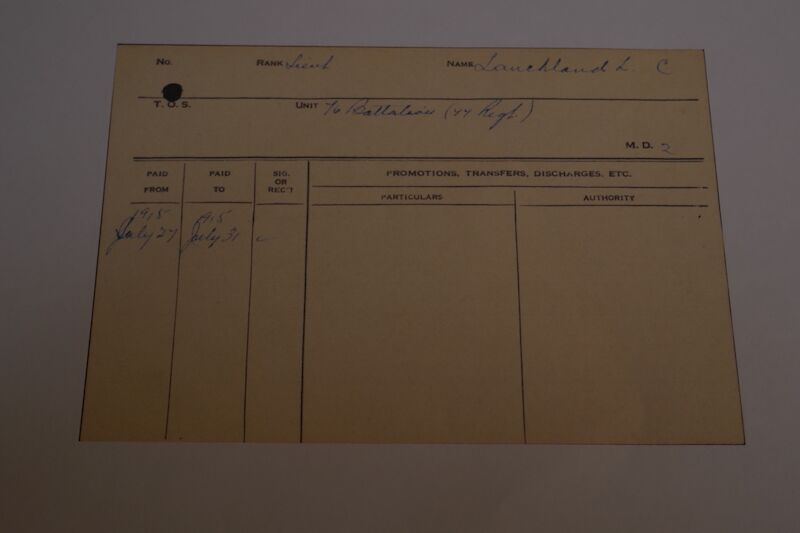 No. RANK Lieut NAME Lauchland L. C
T. O. S. UNIT 76 Battalion (44 Regt.)
M. D. 2
PAID FROM PAID TO SIG. OR REC'T PROMOTIONS, TRANSFERS, DISCHARGES, ETC.
PARTICULARS AUTHORITY
1915 1915
July 27 July 31 c